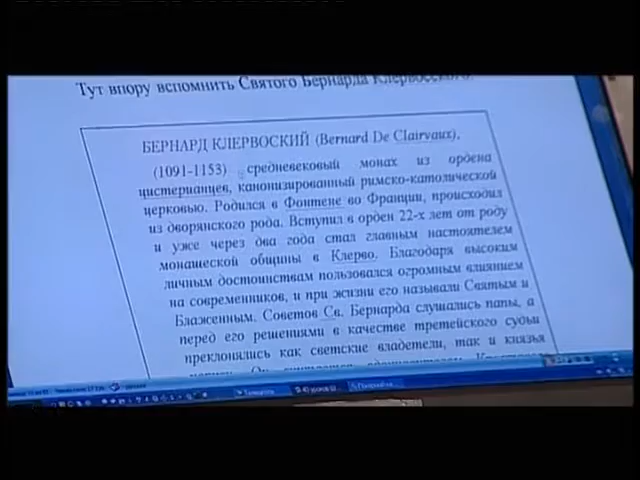 Тут впору вспомнить Святого Бернарда Клервосского.
БЕРНАРД КЛЕРВОСКИЙ (Bernard De Clairvaux),
(1091-1153) средневековый монах из ордена
цистерианцев, канонизированный римско-католической
церковью. Родился в Фонтене во Франции, происходил
из дворянского рода. Вступил в орден 22-х лет от роду
и уже через два года стал главным настоятелем
монашеской общины в Клерво. Благодаря высоким
личным достоинствам пользовался огромным влиянием
на современников, и при жизни его называли Святым и
Блаженным. Советов Св. Бернарда слушались папы, а
перед его решениями в качестве третейского судьи
преклонялись как светские владетели, так и князья